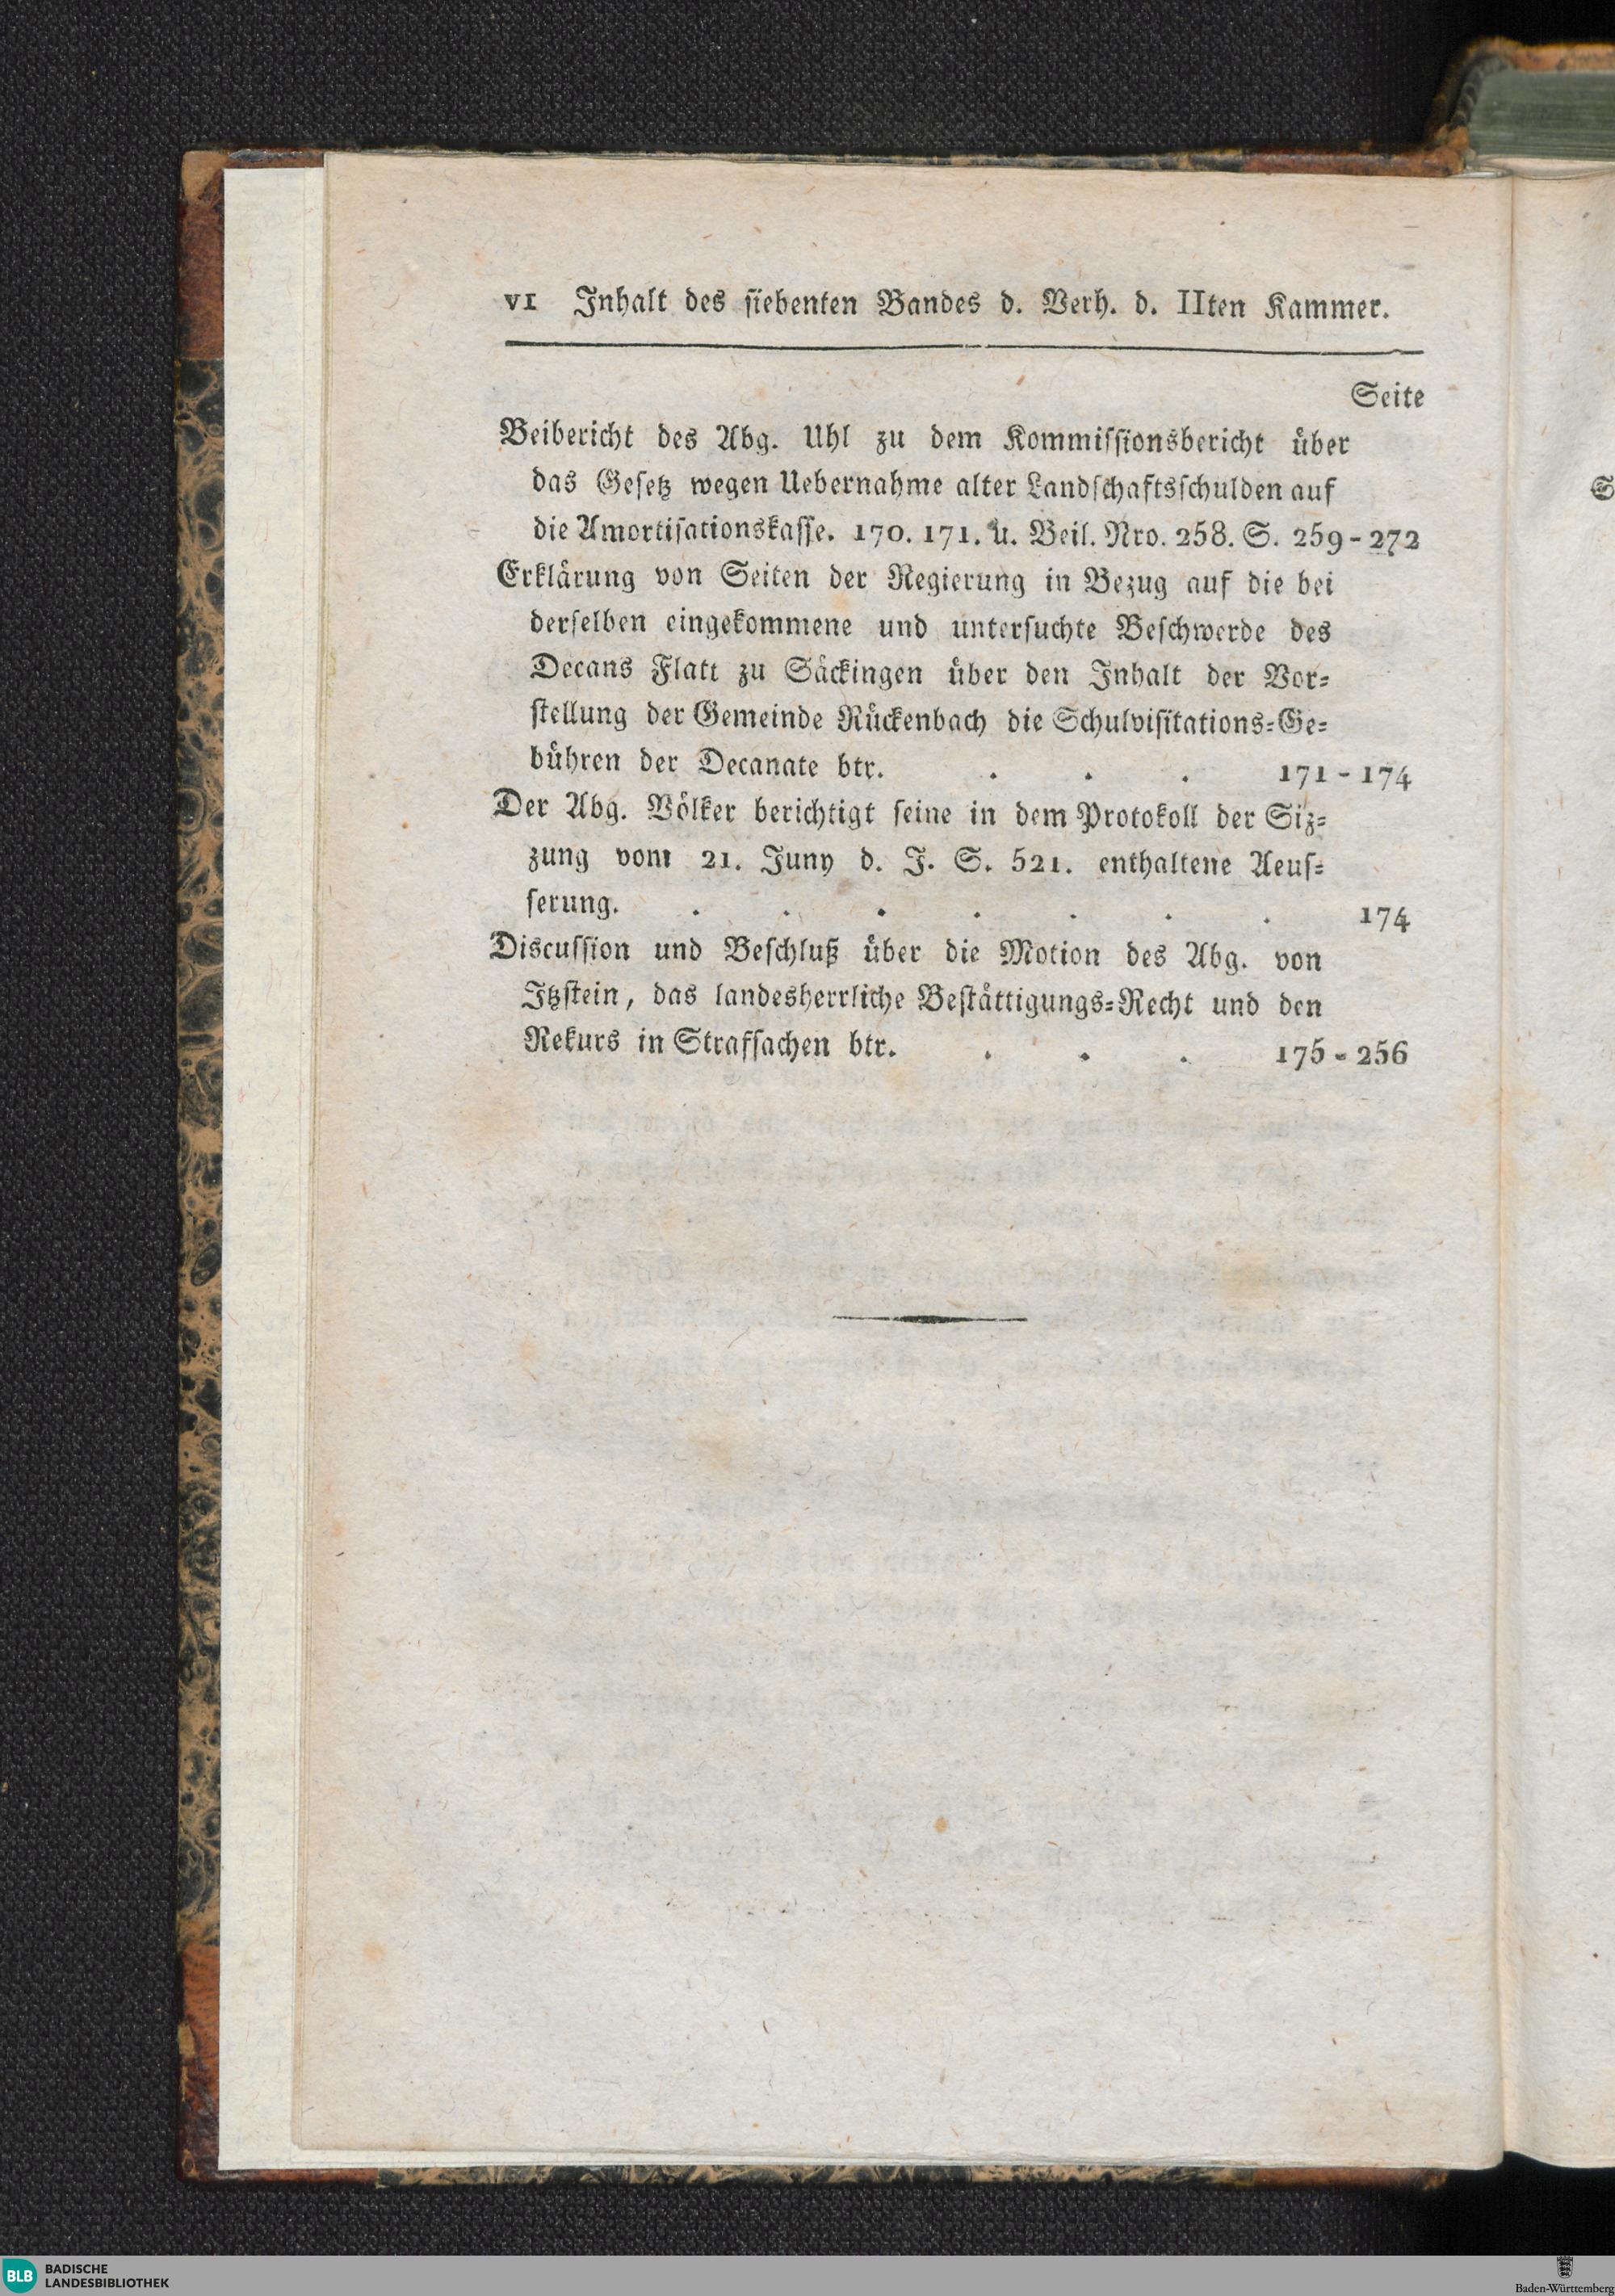 VI Inhalt des siebenten Bandes d. Verh. d. IIten Kammer.
Seite
Beibericht des Abg. Uhl zu dem Kommissionsbericht über
das Gesetz wegen Uebernahme alter Landschaftsschulden auf
die Amortisationskasse. 170. 171. u. Beil. Nro. 258. S. 259-272
Erklärung von Seiten der Regierung in Bezug auf die bei
derselben eingekommene und untersuchte Beschwerde des
Decans Flatt zu Säckingen über den Inhalt der Vor-
stellung der Gemeinde Rückenbach die Schulvisitations-Ge-
bühren der Decanate btr. . . . 171-174
Der Abg. Völker berichtigt seine in dem Protokoll der Siz-
zung vom 21. Juny d. J. S. 521. enthaltene Aeus-
serung. . . . . . . . 174
Discussion und Beschluß über die Motion des Abg. von
Itzstein, das landesherrliche Bestättigungs-Recht und den
Rekurs in Strafsachen btr. . . . 175-256
S
BLB BADISCHE
LANDESBIBLIOTHEK
Baden-Württemberg